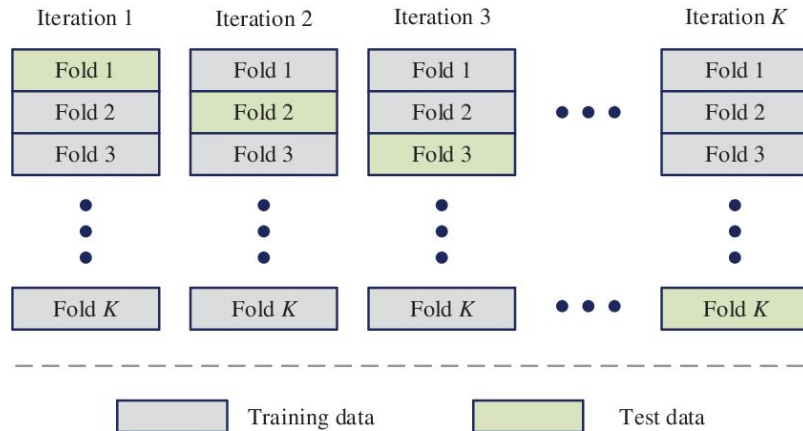 Iteration 1 Iteration 2 Iteration 3 Iteration K
Fold 1 Fold 1 Fold 1 Fold 1
Fold 2 Fold 2 Fold 2 Fold 2
Fold 3 Fold 3 Fold 3 Fold 3
Fold K Fold K Fold K Fold K
Training data Test data